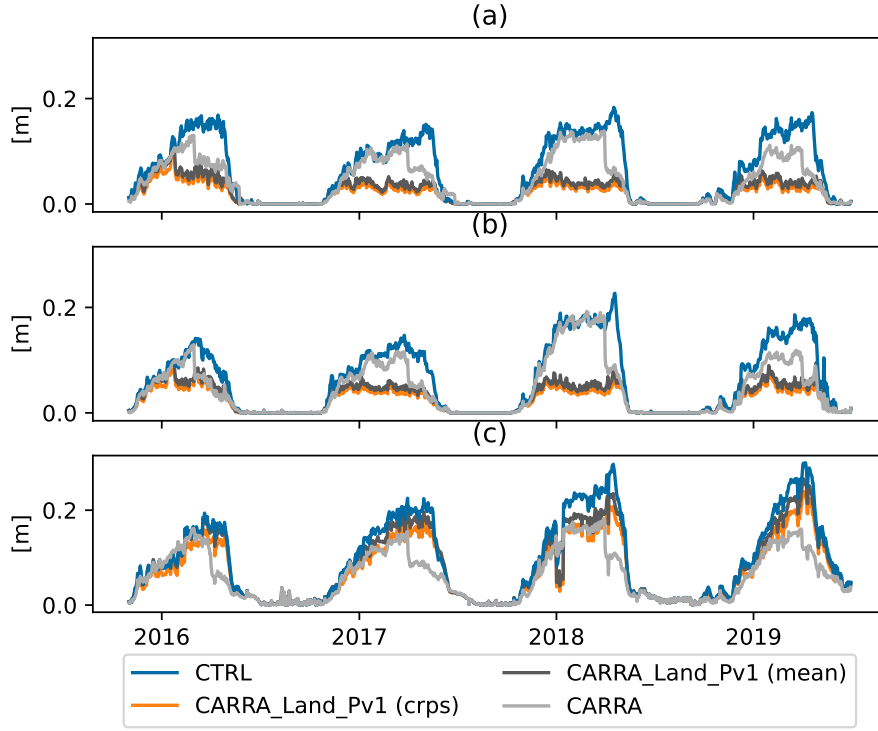 (a)
[m]
0.2
0.0
(b)
[m]
0.2
0.0
(c)
[m]
0.2
0.0
2016 2017 2018 2019
CTRL
CARRA_Land_Pv1 (crps)
CARRA_Land_Pv1 (mean)
CARRA